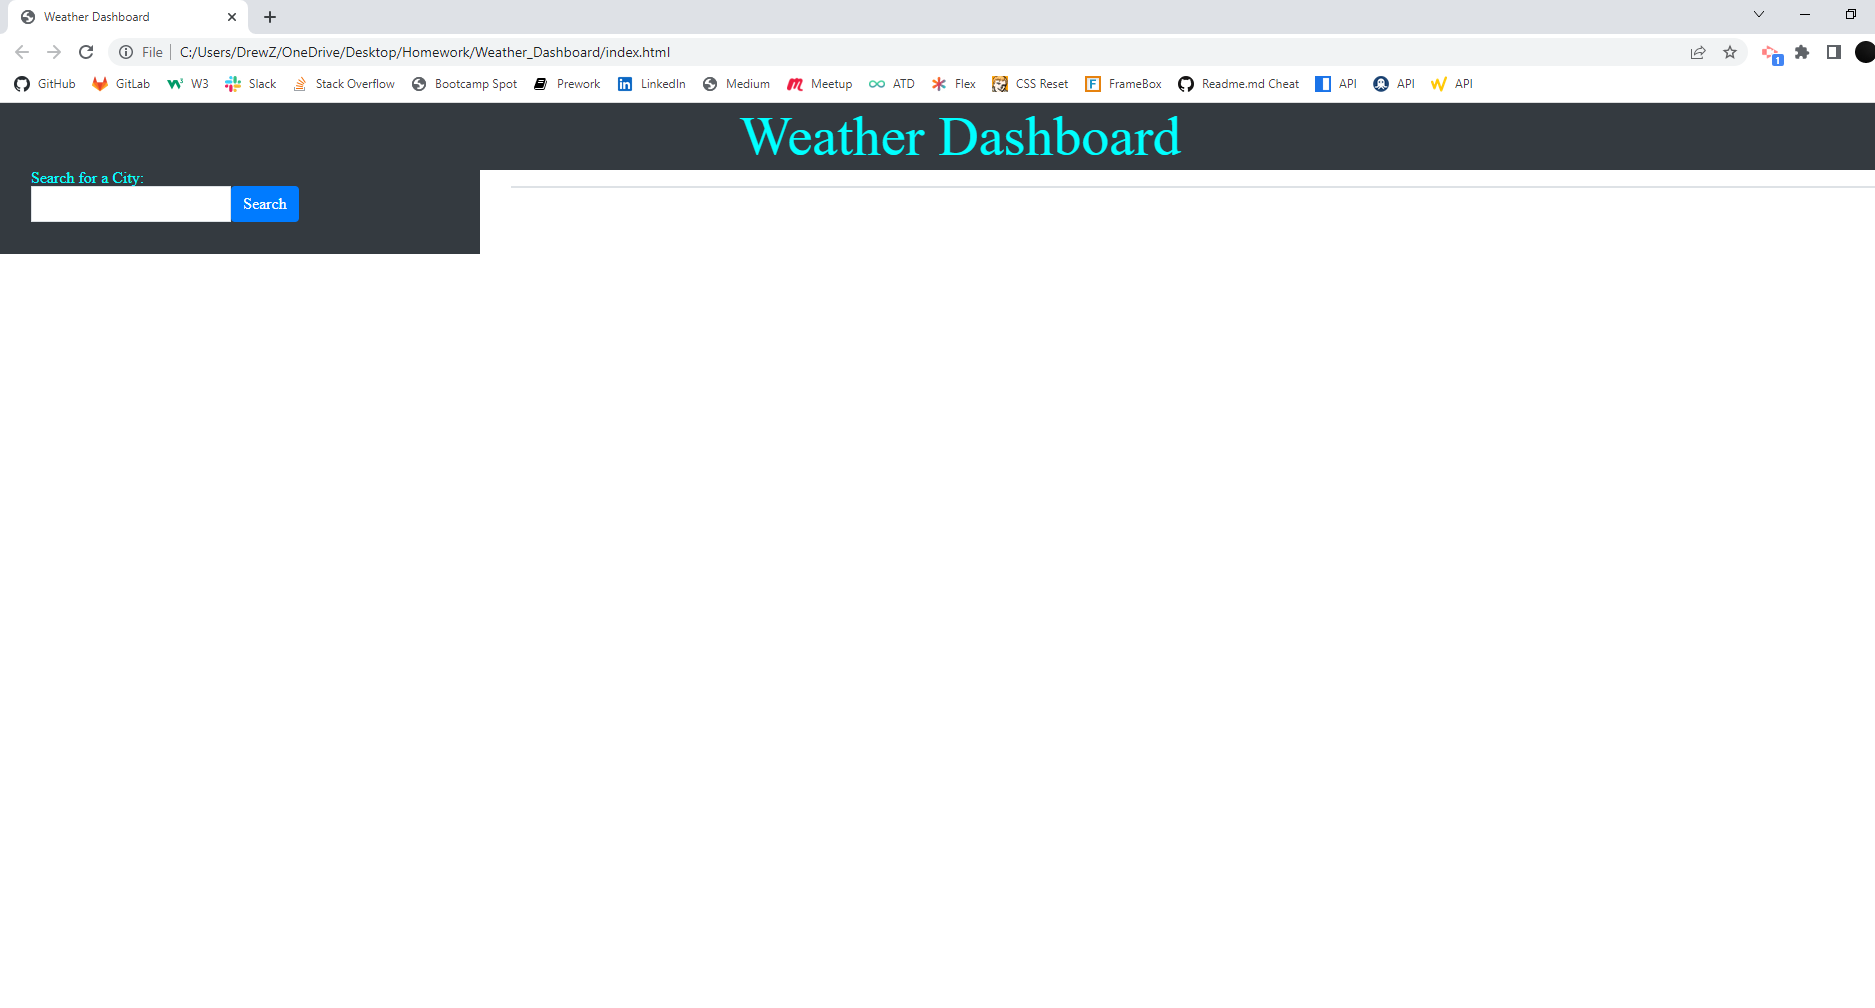 Weather Dashboard
File C:/Users/DrewZ/OneDrive/Desktop/Homework/Weather_Dashboard/index.html
1
GitHub GitLab W3 Slack Stack Overflow Bootcamp Spot Prework LinkedIn Medium Meetup ATD Flex CSS Reset FrameBox Readme.md Cheat API API API
Weather Dashboard
Search for a City:
Search